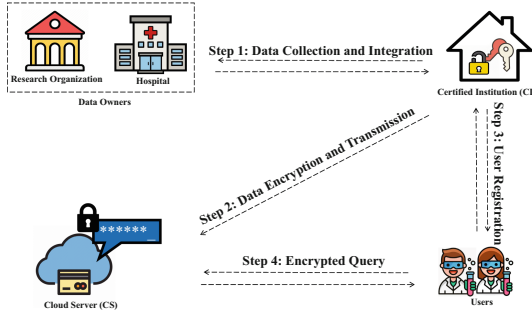 Step 1: Data Collection and Integration
Research Organization
Hospital
Data Owners
Certified Institution (CI
Step 3: User Registration
Step 2: Data Encryption and Transmission
******
Step 4: Encrypted Query
Cloud Server (CS)
Users